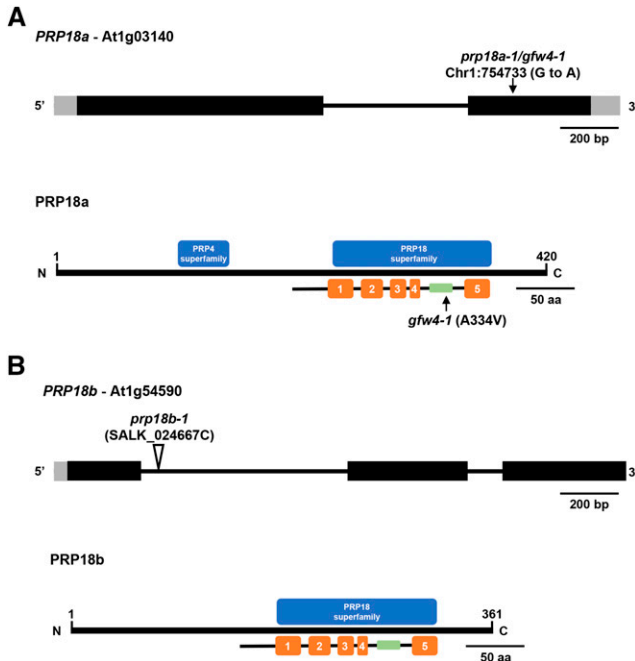 A
PRP18a - At1g03140
prp18a-1/gfw4-1
Chr1:754733 (G to A)
5’
3
200 bp
PRP18a
PRP4
superfamily
PRP18
superfamily
1
420
N
C
1 2 3 4 5
50 aa
gfw4-1 (A334V)
B
PRP18b - At1g54590
prp18b-1
(SALK_024667C)
5’
3
200 bp
PRP18b
PRP18
superfamily
1
361
N
C
1 2 3 4 5
50 aa